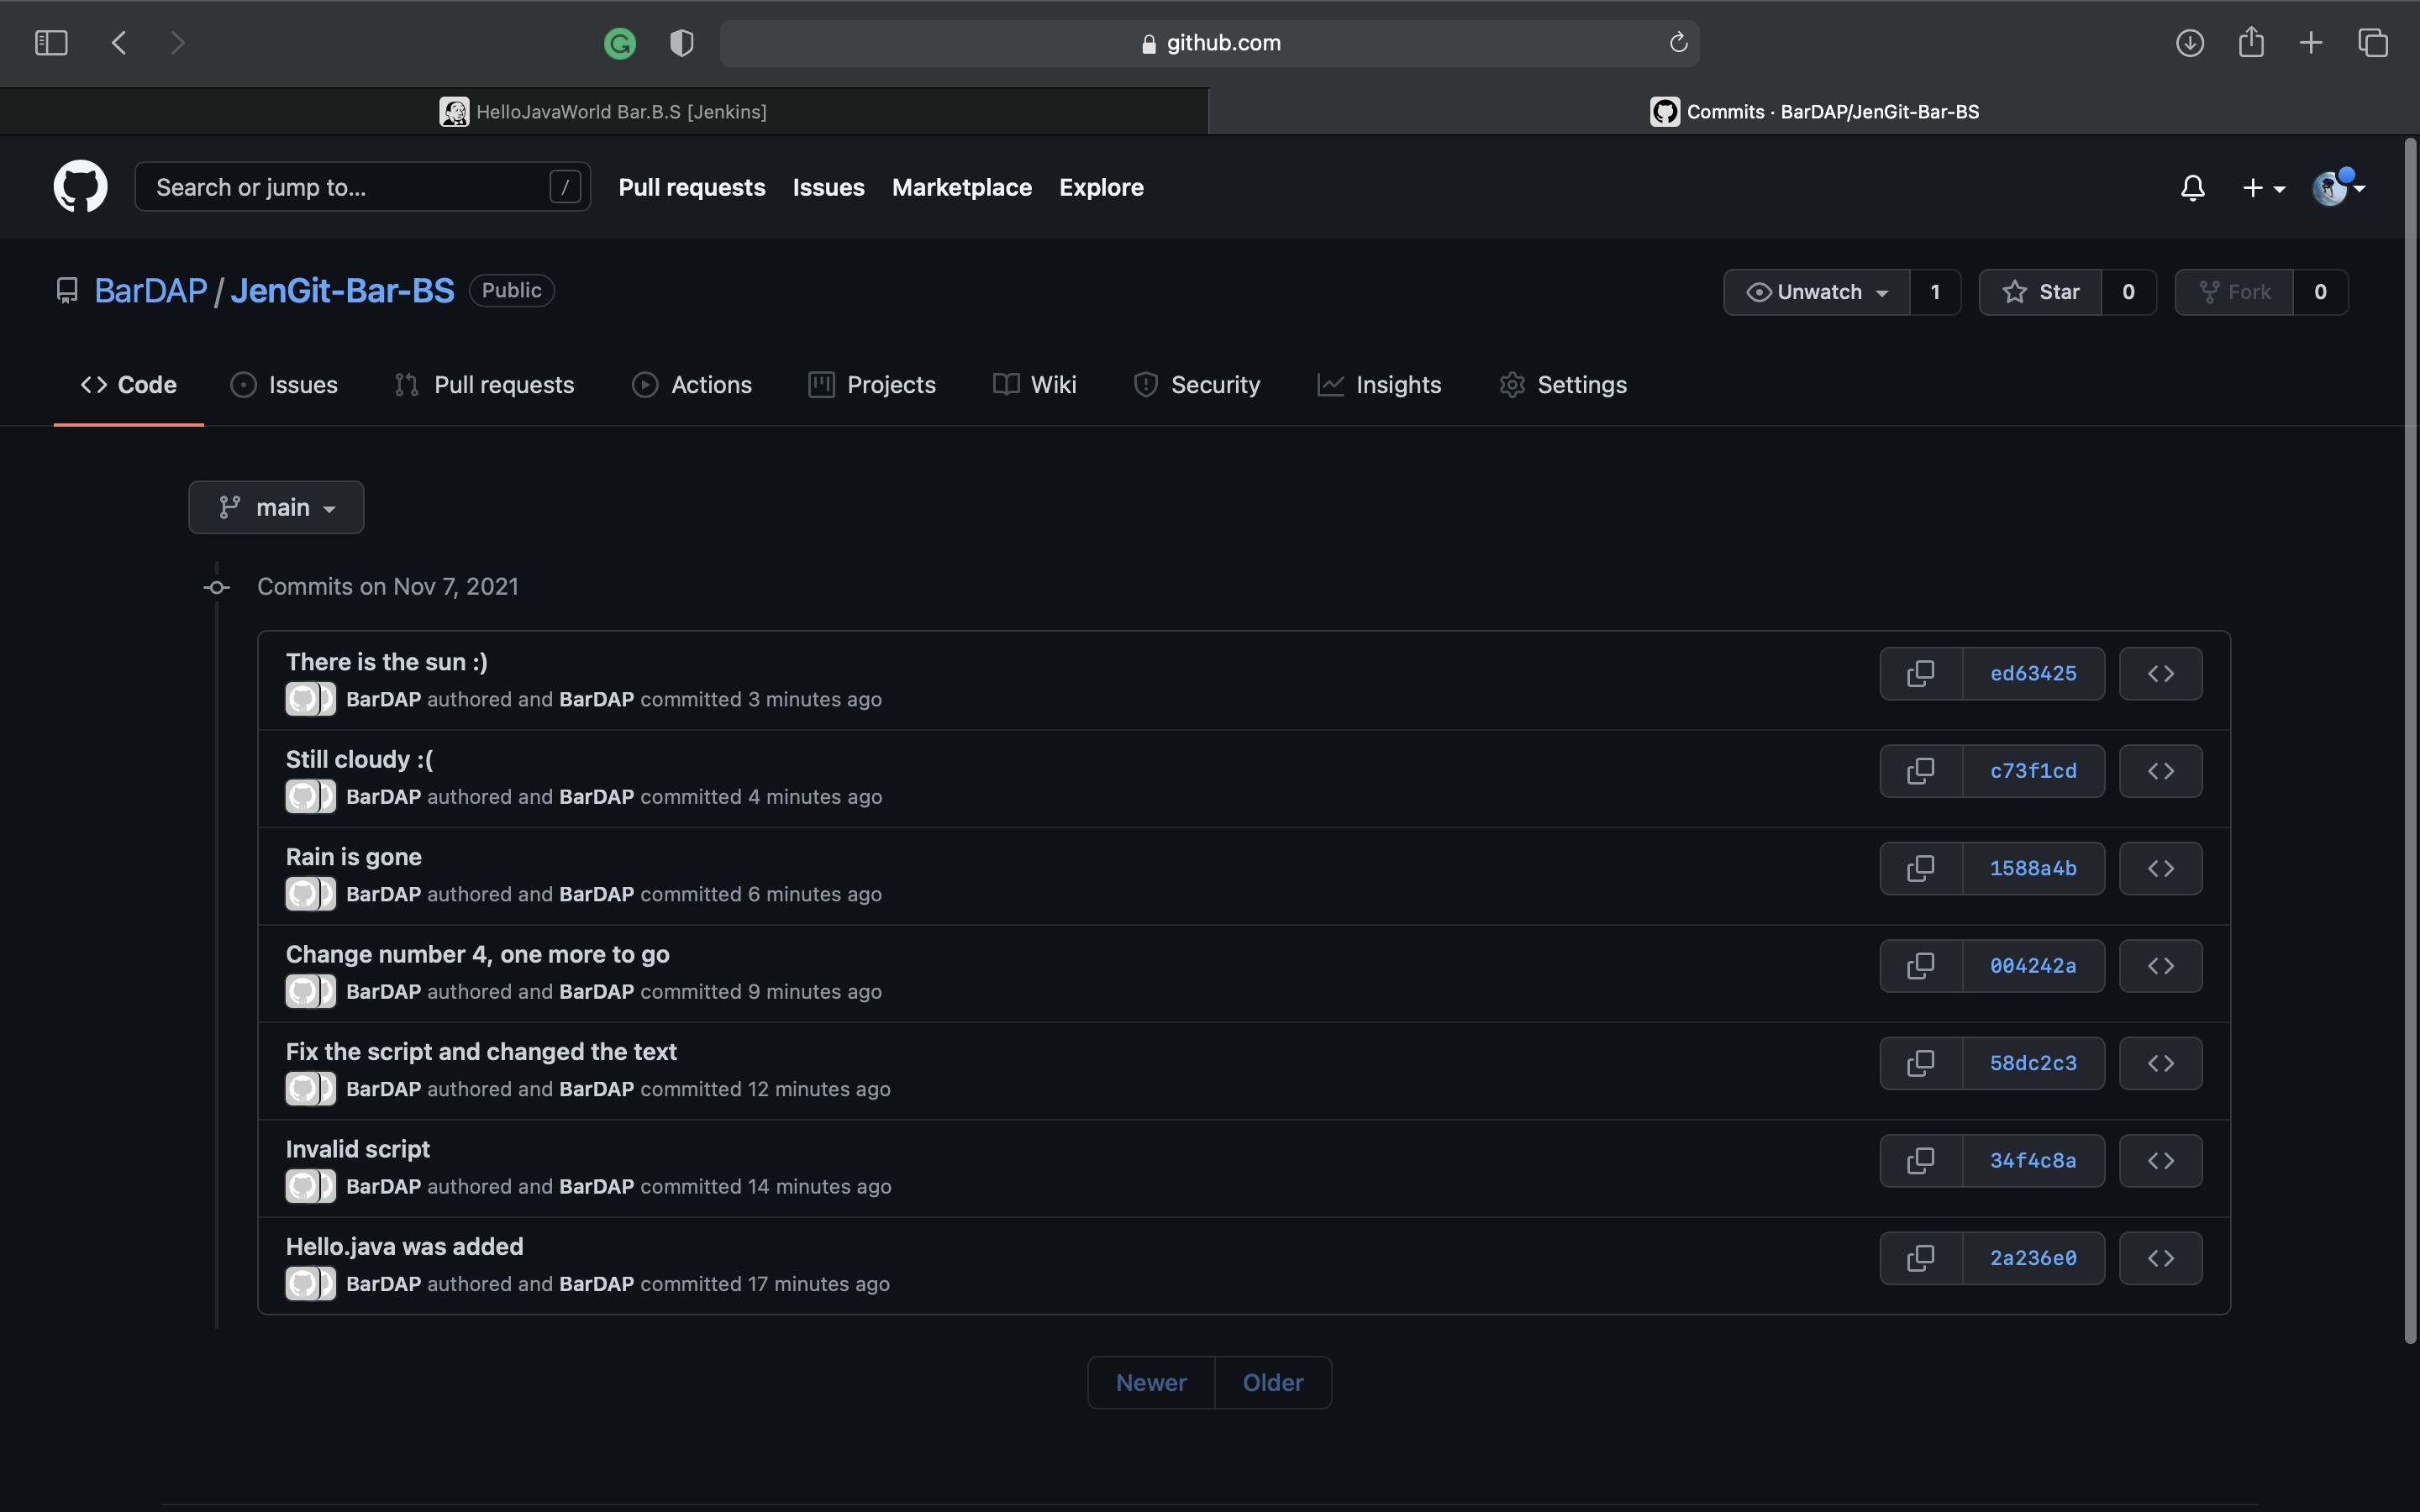 github.com
HelloJavaWorld Bar.B.S [Jenkins]
Commits · BarDAP/JenGit-Bar-BS
Search or jump to... /
Pull requests Issues Marketplace Explore
BarDAP / JenGit-Bar-BS Public
Unwatch 1 Star 0 Fork 0
Code Issues Pull requests Actions Projects Wiki Security Insights Settings
main
Commits on Nov 7, 2021
There is the sun :)
BarDAP authored and BarDAP committed 3 minutes ago
ed63425
Still cloudy :(
BarDAP authored and BarDAP committed 4 minutes ago
c73f1cd
Rain is gone
BarDAP authored and BarDAP committed 6 minutes ago
1588a4b
Change number 4, one more to go
BarDAP authored and BarDAP committed 9 minutes ago
004242a
Fix the script and changed the text
BarDAP authored and BarDAP committed 12 minutes ago
58dc2c3
Invalid script
BarDAP authored and BarDAP committed 14 minutes ago
34f4c8a
Hello.java was added
BarDAP authored and BarDAP committed 17 minutes ago
2a236e0
Newer Older